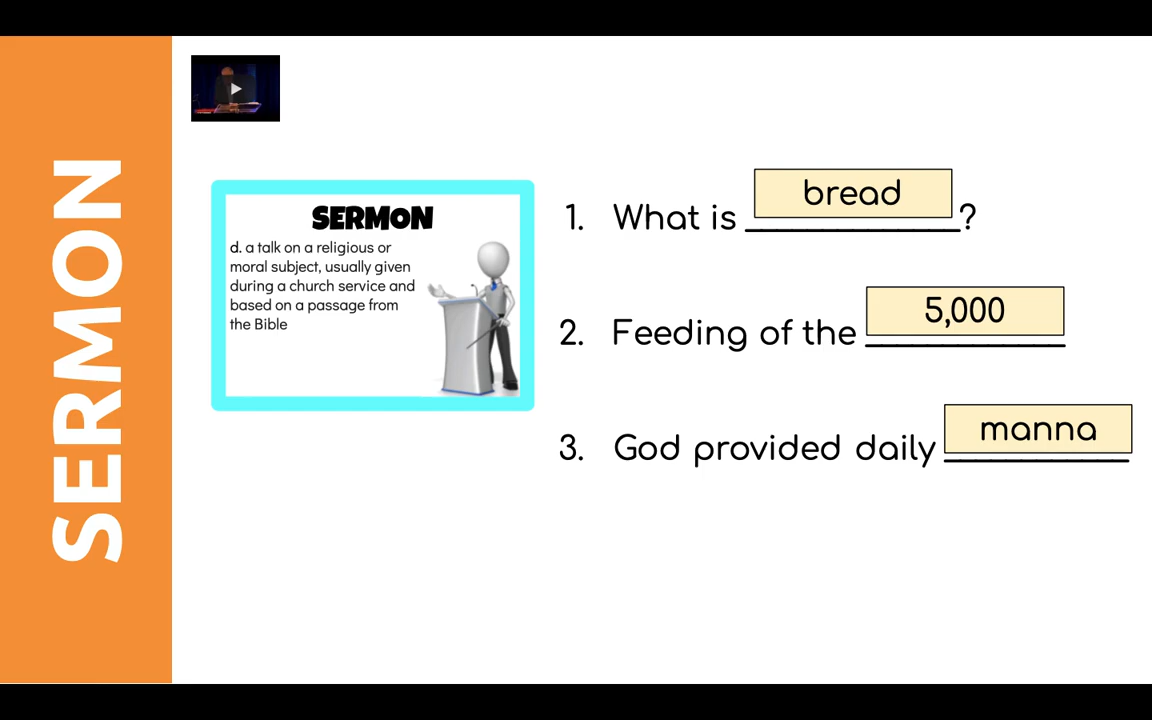 SERMON
SERMON
d. a talk on a religious or
moral subject, usually given
during a church service and
based on a passage from
the Bible
1. What is bread?
2. Feeding of the 5,000
3. God provided daily manna